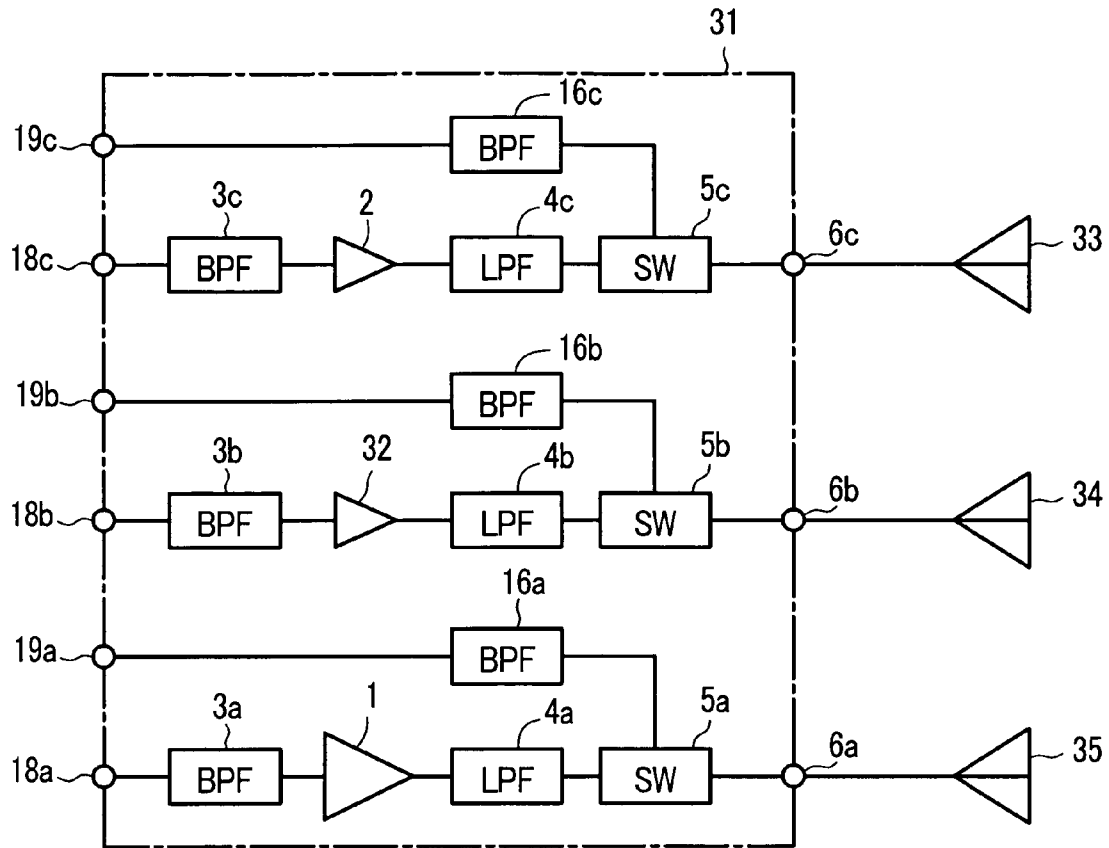 31
16c
19c
BPF
3c
2
4c
5c
6c
33
18c
BPF
LPF
SW
16b
19b
BPF
3b
32
4b
5b
6b
34
18b
BPF
LPF
SW
16a
19a
BPF
3a
1
4a
5a
6a
35
18a
BPF
LPF
SW